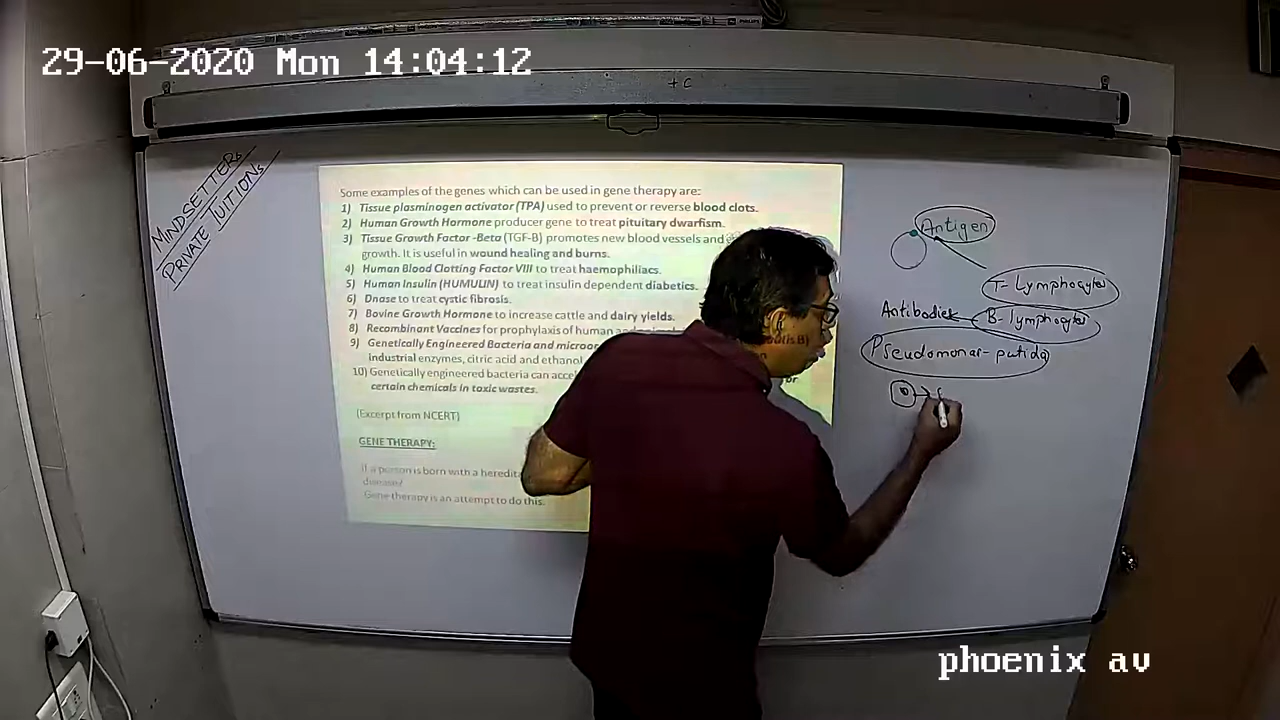 29-06-2020 Mon 14:04:12
+ C
MINDSETTERS
PRIVATE TUITIONS
Some examples of the genes which can be used in gene therapy are:
1) Tissue plasminogen activator (TPA) used to prevent or reverse blood clots.
2) Human Growth Hormone producer gene to treat pituitary dwarfism.
3) Tissue Growth Factor -Beta (TGF-B) promotes new blood vessels and
growth. It is useful in wound healing and burns.
4) Human Blood Clotting Factor VIII to treat haemophiliacs.
5) Human Insulin (HUMULIN) to treat insulin dependent diabetics.
6) Dnase to treat cystic fibrosis.
7) Bovine Growth Hormone to increase cattle and dairy yields.
8) Recombinant Vaccines for prophylaxis of human
9) Genetically Engineered Bacteria and
Industrial enzymes, citric acid and ethanol
10) Genetically engineered bacteria can
certain chemicals in toxic wastes.
(Excerpt from NCERT)
GENE THERAPY:
If a person is born with a
disease?
Gene therapy is an attempt to do this.
Antigen
T- Lymphocytes
Antibodies
B- lymphocytes
Pseudomonas- putida
phoenix av